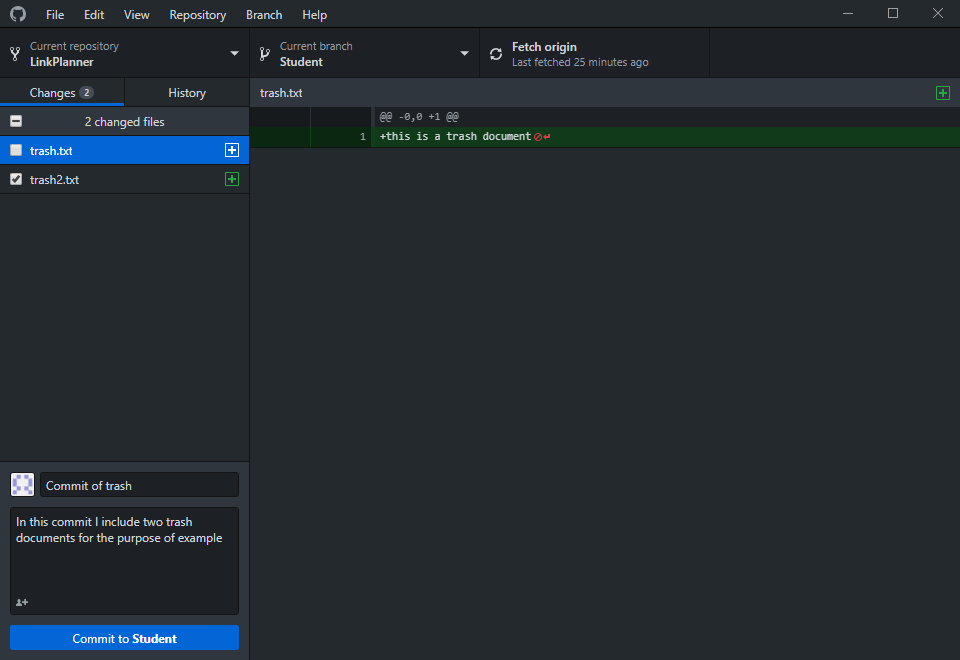 File Edit View Repository Branch Help
Current repository
LinkPlanner
Current branch
Student
Fetch origin
Last fetched 25 minutes ago
Changes 2 History
2 changed files
trash.txt
trash2.txt
trash.txt
@@ -0,0 +1 @@
1 +this is a trash document
Commit of trash
In this commit I include two trash
documents for the purpose of example
Commit to Student